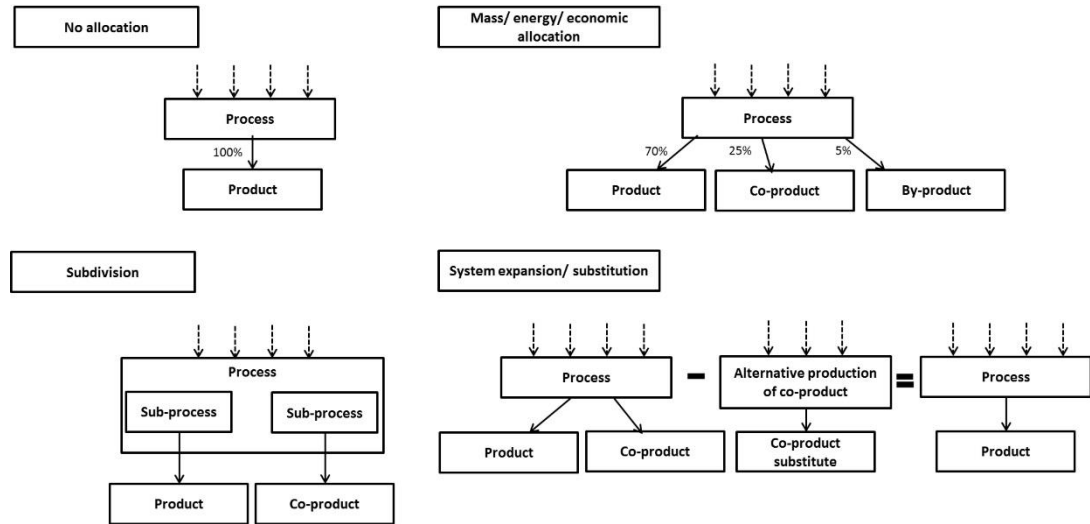 No allocation
Process
100%
Product
Mass/ energy/ economic
allocation
Process
70%
25%
5%
Product
Co-product
By-product
Subdivision
Process
Sub-process
Sub-process
Product
Co-product
System expansion/ substitution
Process
Product
Co-product
-
Alternative production
of co-product
Co-product
substitute
=
Process
Product